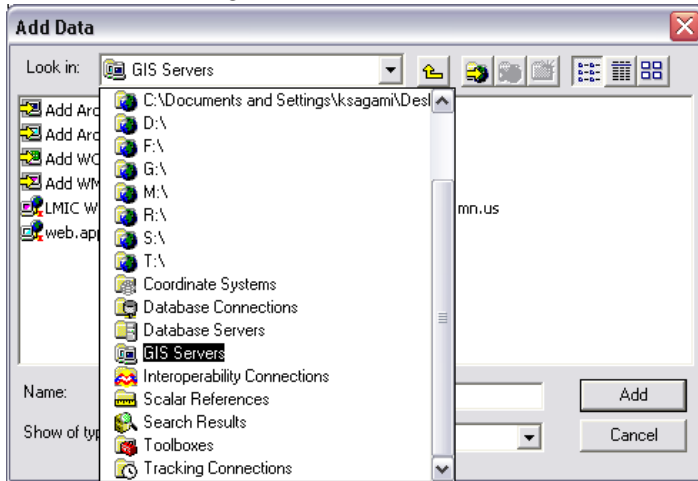 Add Data
Look in: GIS Servers
C:\Documents and Settings\ksagami\Desl
Add Arc
D:\
Add Arc
F:\
Add WC
G:\
Add WM
M:\
LMIC W
mn.us
R:\
web.ap
S:\
T:\
Coordinate Systems
Database Connections
Database Servers
GIS Servers
Interoperability Connections
Name:
Add
Scalar References
Search Results
Show of typ
Cancel
Toolboxes
Tracking Connections